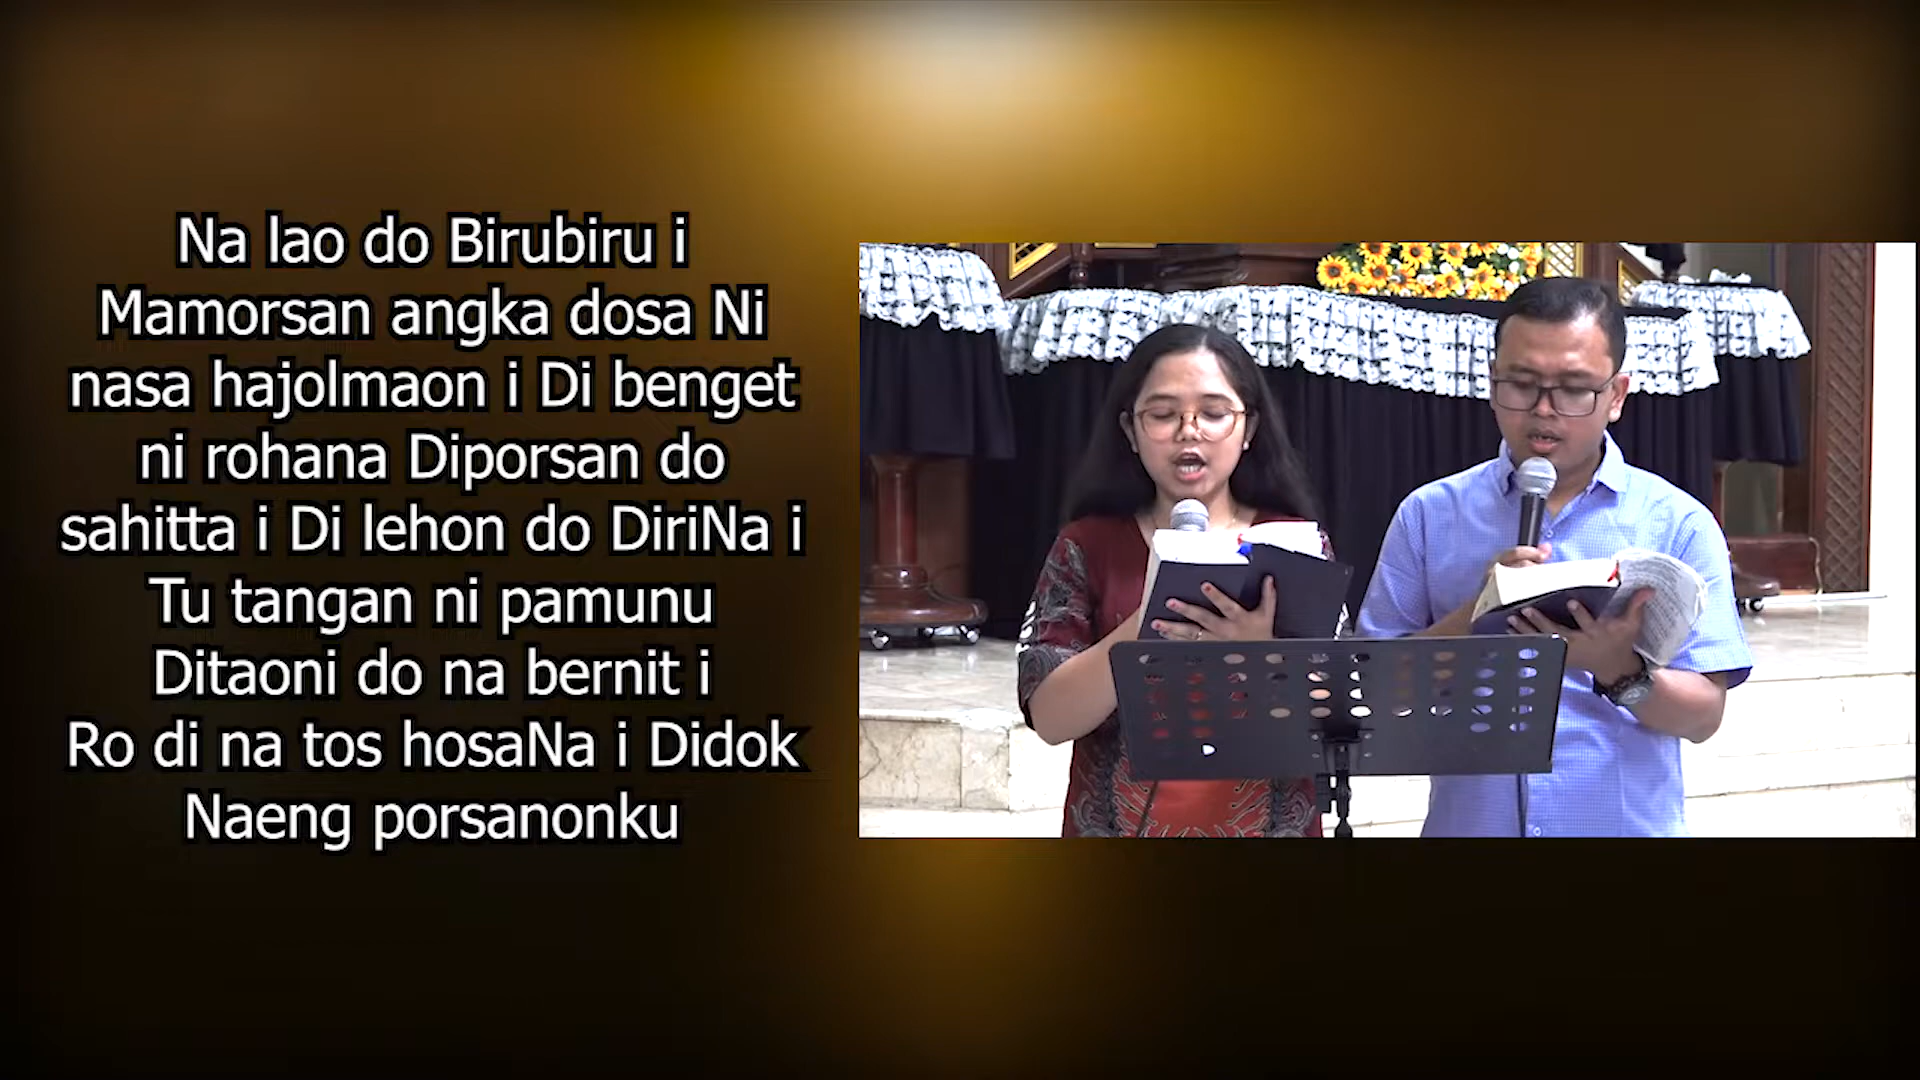 Na lao do Birubiru i
Mamorsan angka dosa Ni
nasa hajolmaon i Di benget
ni rohana Diporsan do
sahitta i Di lehon do DiriNa i
Tu tangan ni pamunu
Ditaoni do na bernit i
Ro di na tos hosaNa i Didok
Naeng porsanonku